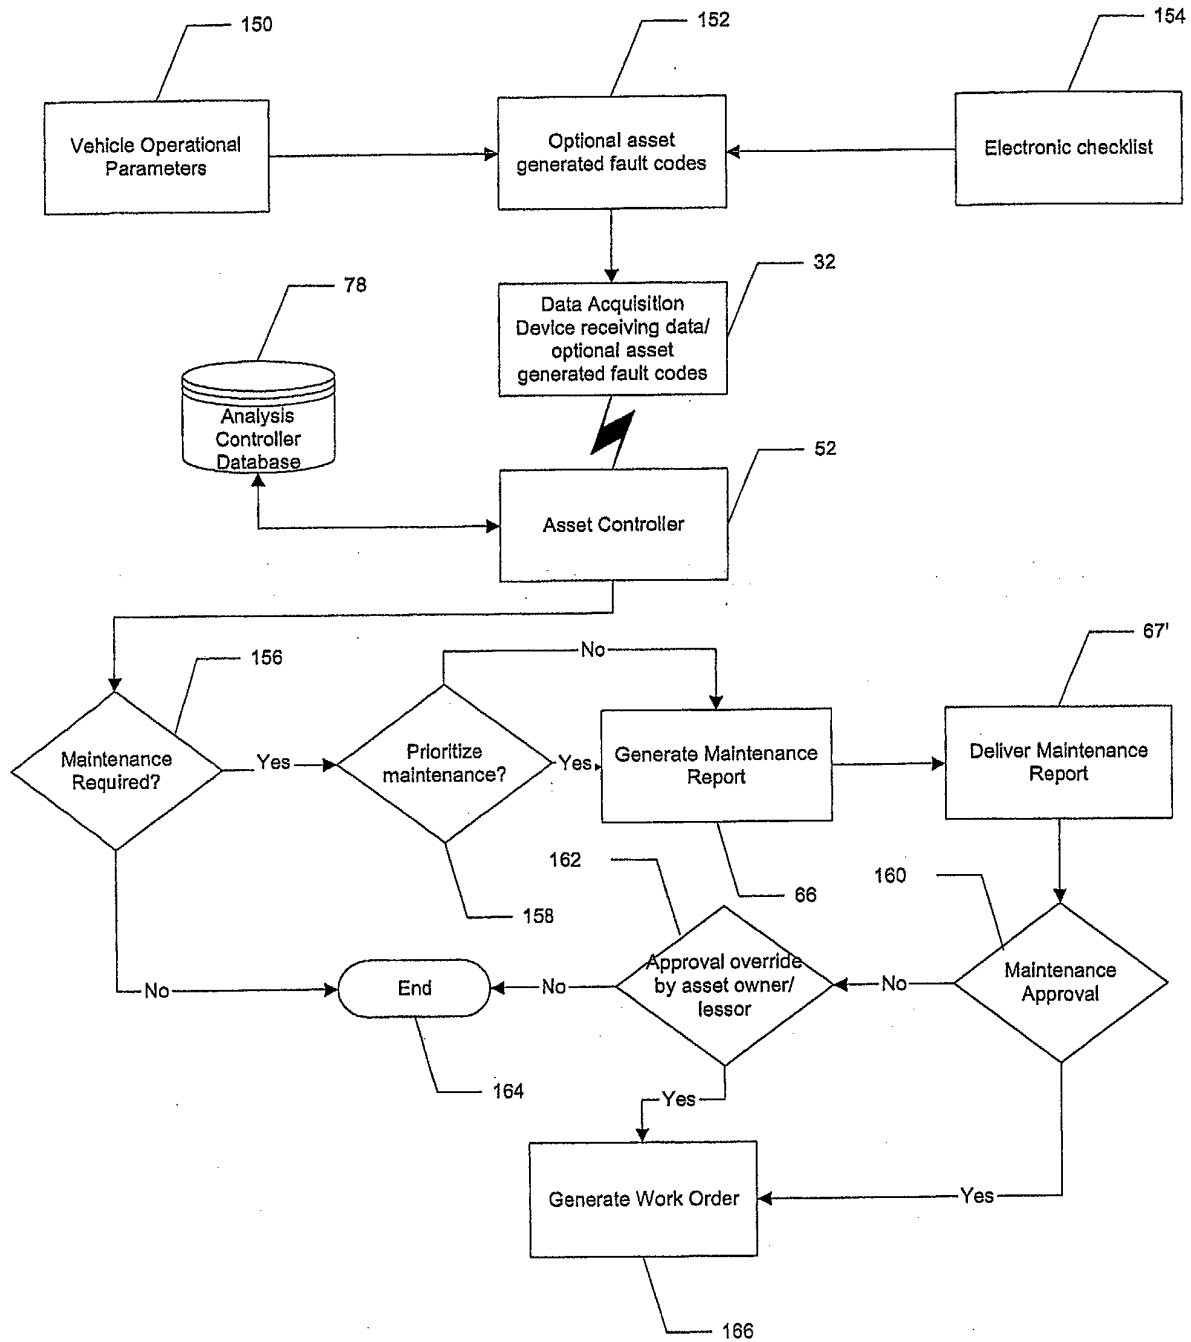 150
152
154
Vehicle Operational
Parameters
Optional asset
generated fault codes
Electronic checklist
32
78
Data Acquisition
Device receiving data/
optional asset
generated fault codes
Analysis
Controller
Database
52
Asset Controller
67'
No
156
Maintenance
Required?
Yes
Prioritize
maintenance?
Yes
Generate Maintenance
Report
Deliver Maintenance
Report
162
160
66
158
Approval override
by asset owner/
lessor
Maintenance
Approval
No
End
No
No
164
Yes
Generate Work Order
Yes
166